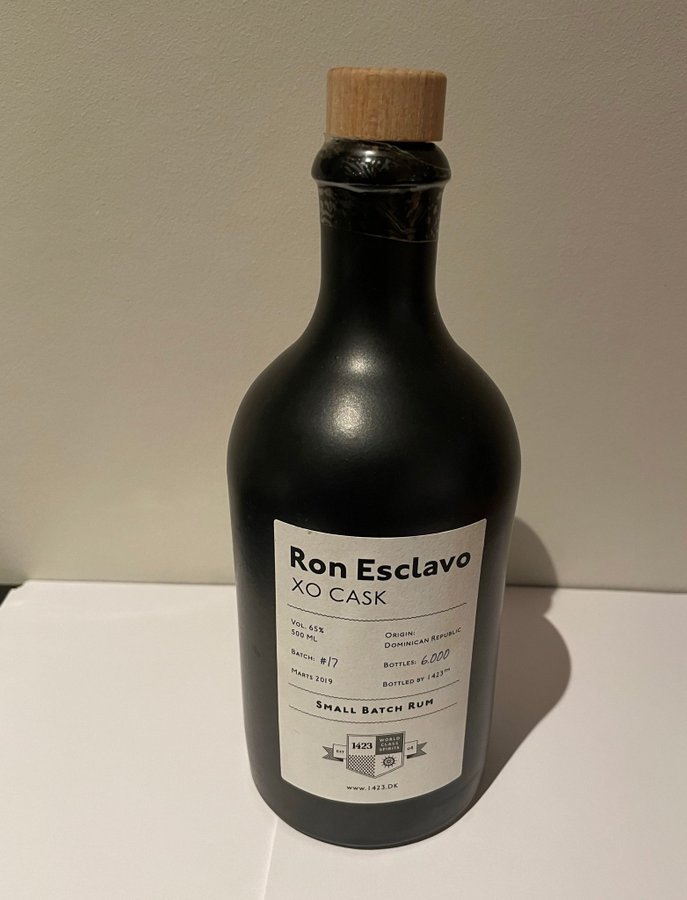 Ron Esclavo
XO CASK
VOL. 65%
500 ML
BATCH: #17
MARTS 2019
ORIGIN:
DOMINICAN REPUBLIC
BOTTLES: 6.000
BOTTLED BY 1423™
SMALL BATCH RUM
EST
1423
WORLD
CLASS
SPIRITS
08
www.1423.DK